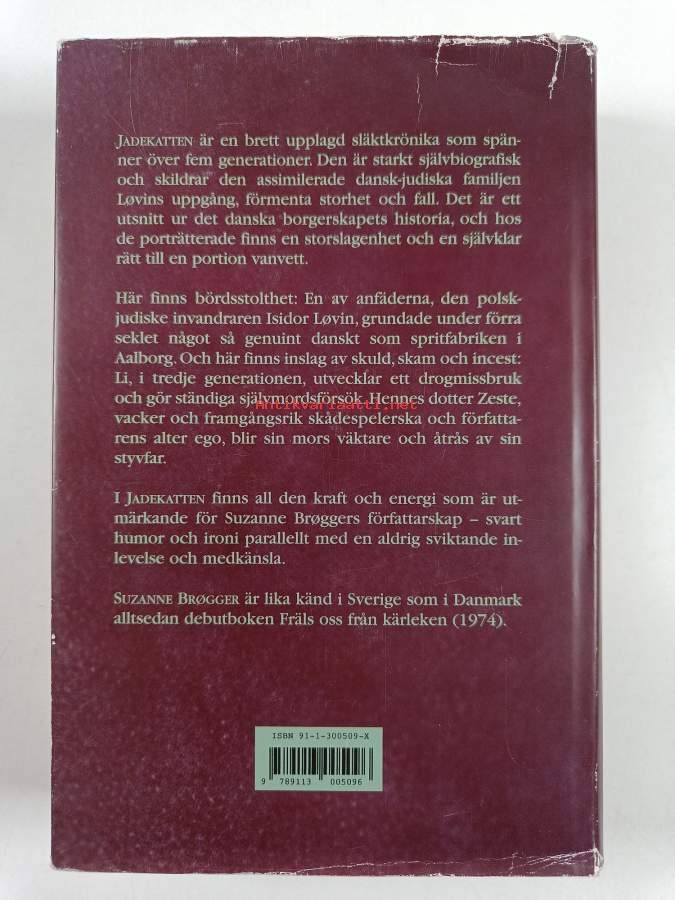 JADEKATTEN är en brett upplagd släktkrönika som spän-
ner över fem generationer. Den är starkt självbiografisk
och skildrar den assimilerade dansk-judiska familjen
Løvins uppgång, förmenta storhet och fall. Det är ett
utsnitt ur det danska borgerskapets historia, och hos
de porträtterade finns en storslagenhet och en självklar
rätt till en portion vanvett.
Här finns bördsstolthet: En av anfäderna, den polsk-
judiske invandraren Isidor Løvin, grundade under förra
seklet något så genuint danskt som spritfabriken i
Aalborg. Och här finns inslag av skuld, skam och incest:
Li, i tredje generationen, utvecklar ett drogmissbruk
och gör ständiga självmordsförsök. Hennes dotter Zeste,
Antikvariaatti.net
vacker och framgångsrik skådespelerska och författa-
rens alter ego, blir sin mors väktare och åtrås av sin
styvfar.
I JADEKATTEN finns all den kraft och energi som är ut-
märkande för Suzanne Brøggers författarskap – svart
humor och ironi parallellt med en aldrig sviktande in-
levelse och medkänsla.
SUZANNE BRØGGER är lika känd i Sverige som i Danmark
alltsedan debutboken Fräls oss från kärleken (1974).
ISBN 91-1-300509-X
9 789113 005096